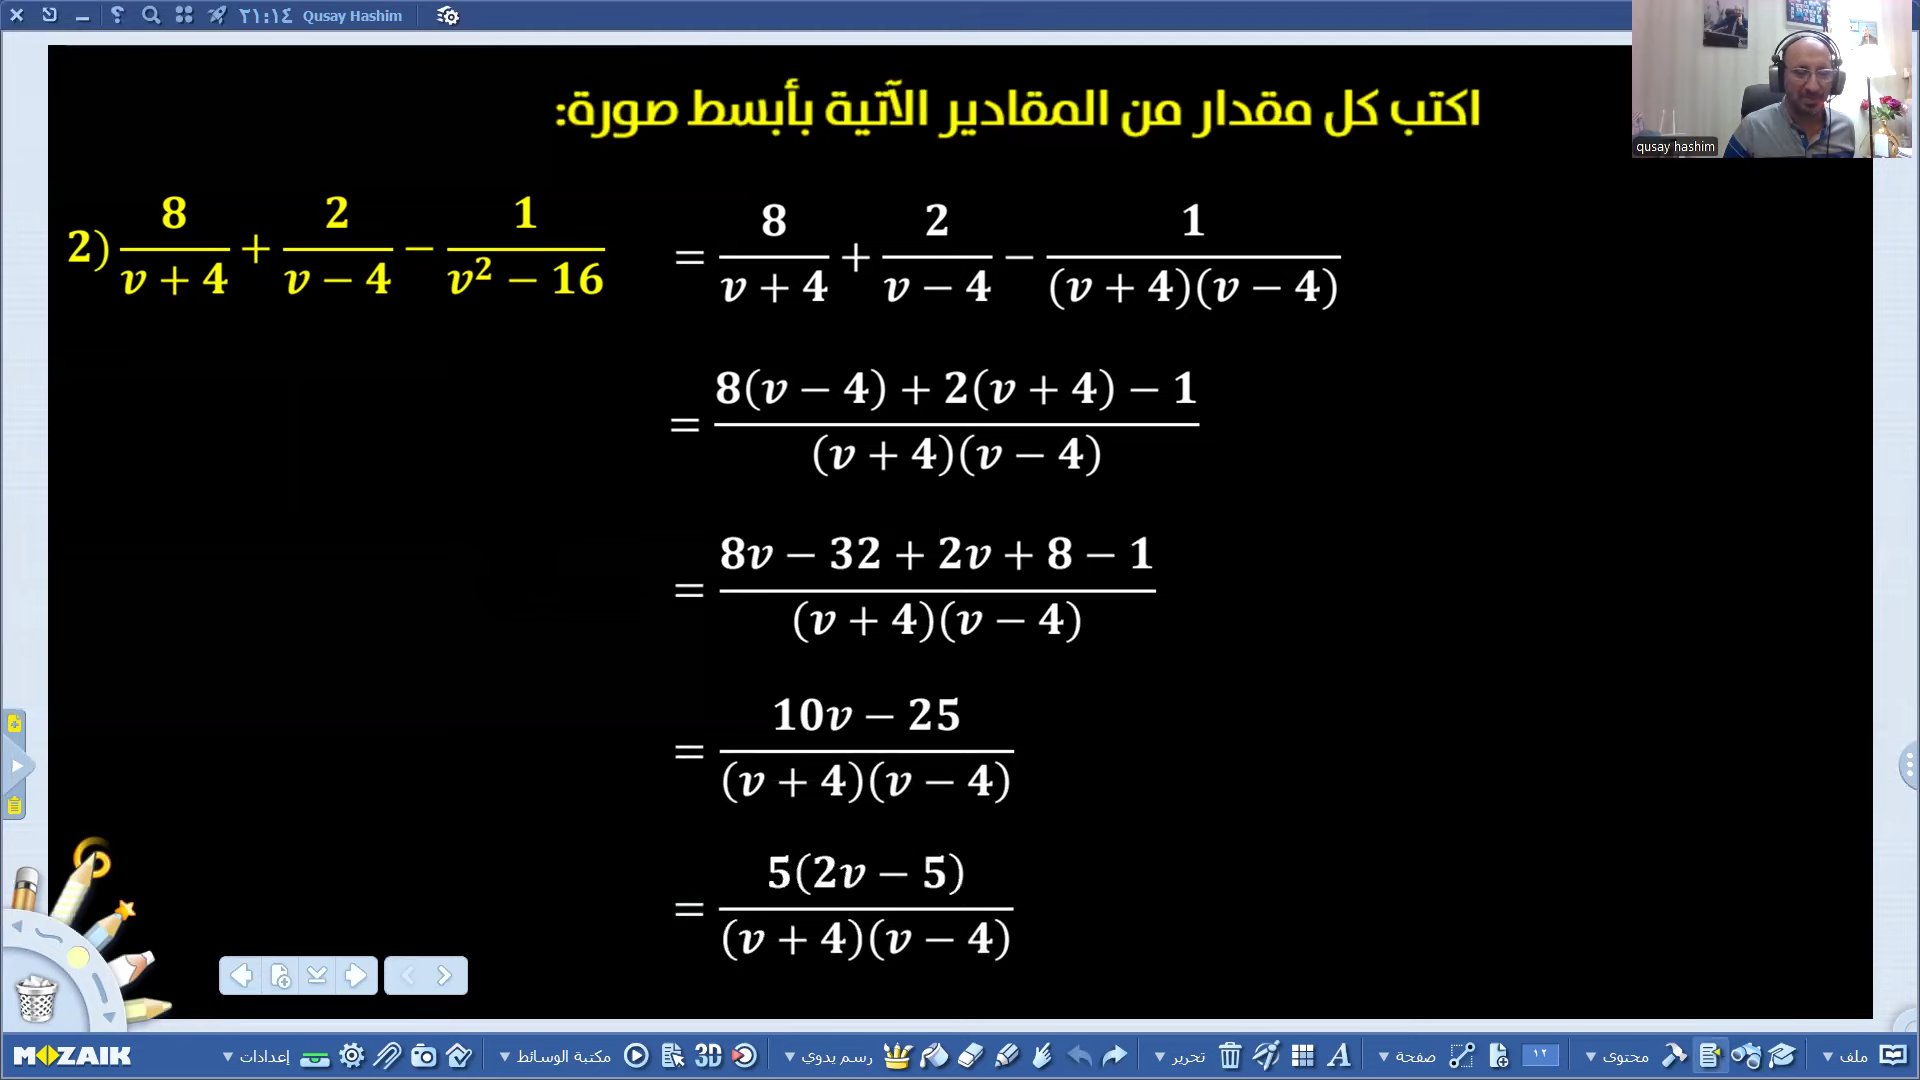 ٢١:١٤ Qusay Hashim
qusay hashim
اكتب كل مقدار من المقادير الآتية بأبسط صورة:
2) 8/(v + 4) + 2/(v − 4) − 1/(v² − 16) = 8/(v + 4) + 2/(v − 4) − 1/((v + 4)(v − 4))
= (8(v − 4) + 2(v + 4) − 1)/((v + 4)(v − 4))
= (8v − 32 + 2v + 8 − 1)/((v + 4)(v − 4))
= (10v − 25)/((v + 4)(v − 4))
= 5(2v − 5)/((v + 4)(v − 4))
MOZAIK إعدادات مكتبة الوسائط 3D رسم يدوي تحرير A صفحة ١٢ محتوى ملف